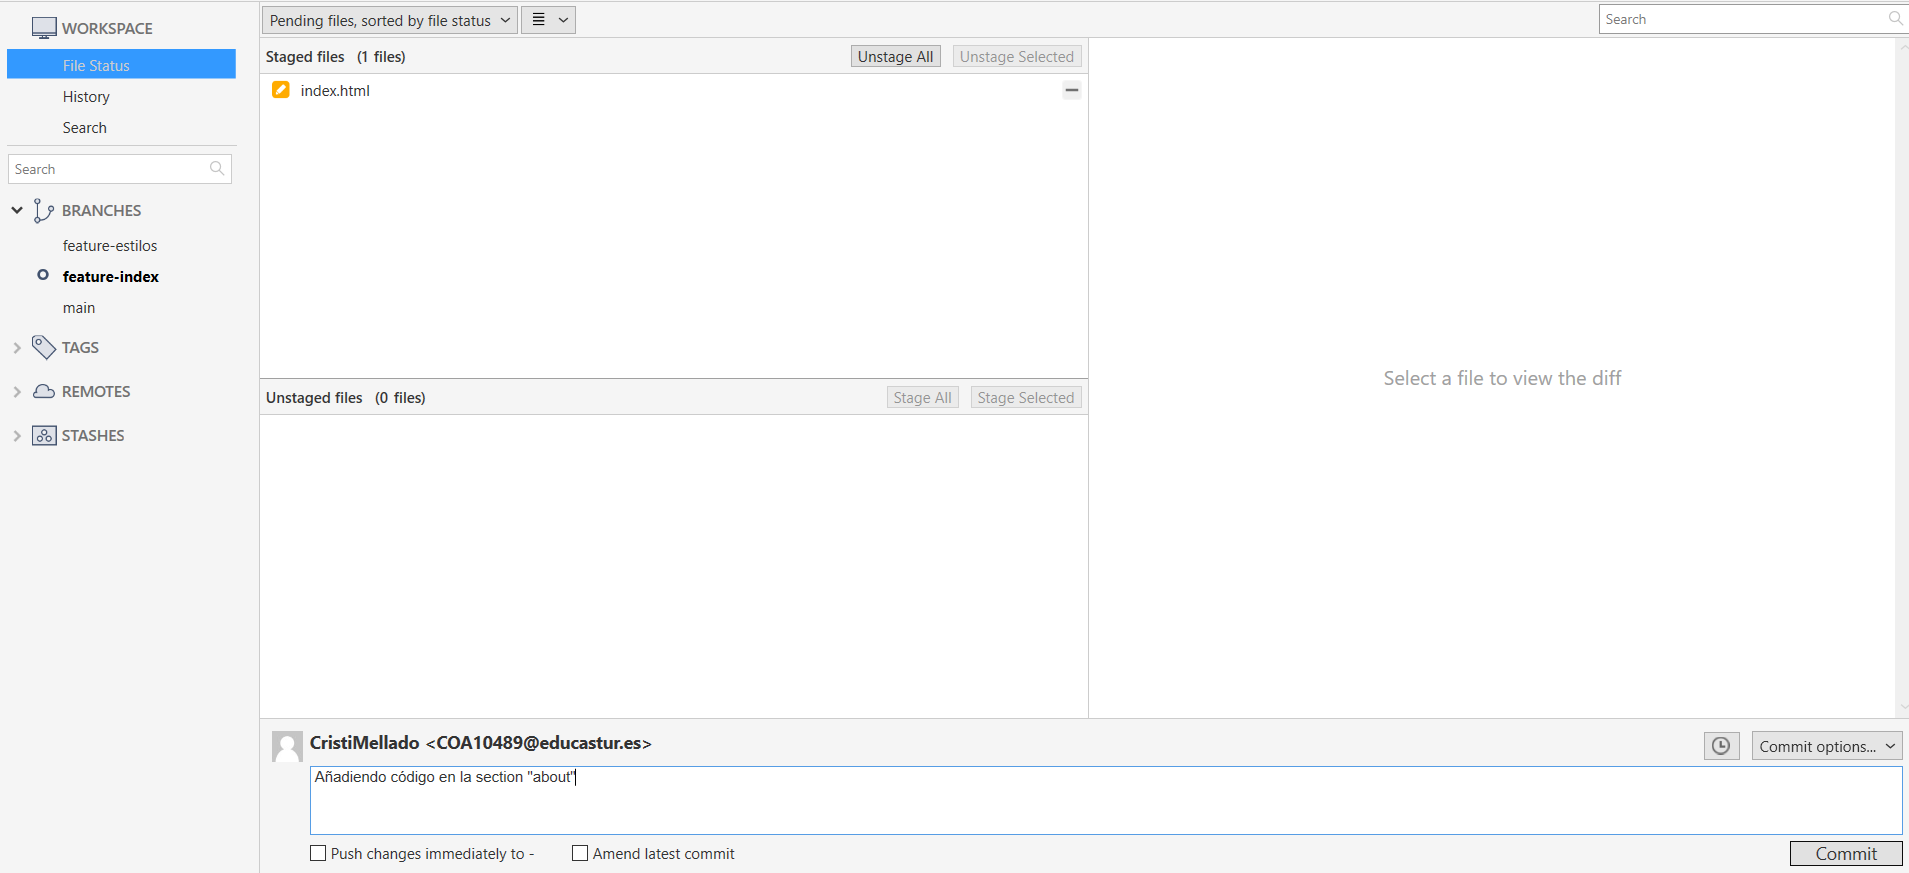 WORKSPACE
File Status
History
Search
Search
BRANCHES
feature-estilos
feature-index
main
TAGS
REMOTES
STASHES
Pending files, sorted by file status
Search
Staged files (1 files)
Unstage All
Unstage Selected
index.html
Unstaged files (0 files)
Stage All
Stage Selected
Select a file to view the diff
CristiMellado <COA10489@educastur.es>
Commit options...
Añadiendo código en la section "about"
Push changes immediately to -
Amend latest commit
Commit